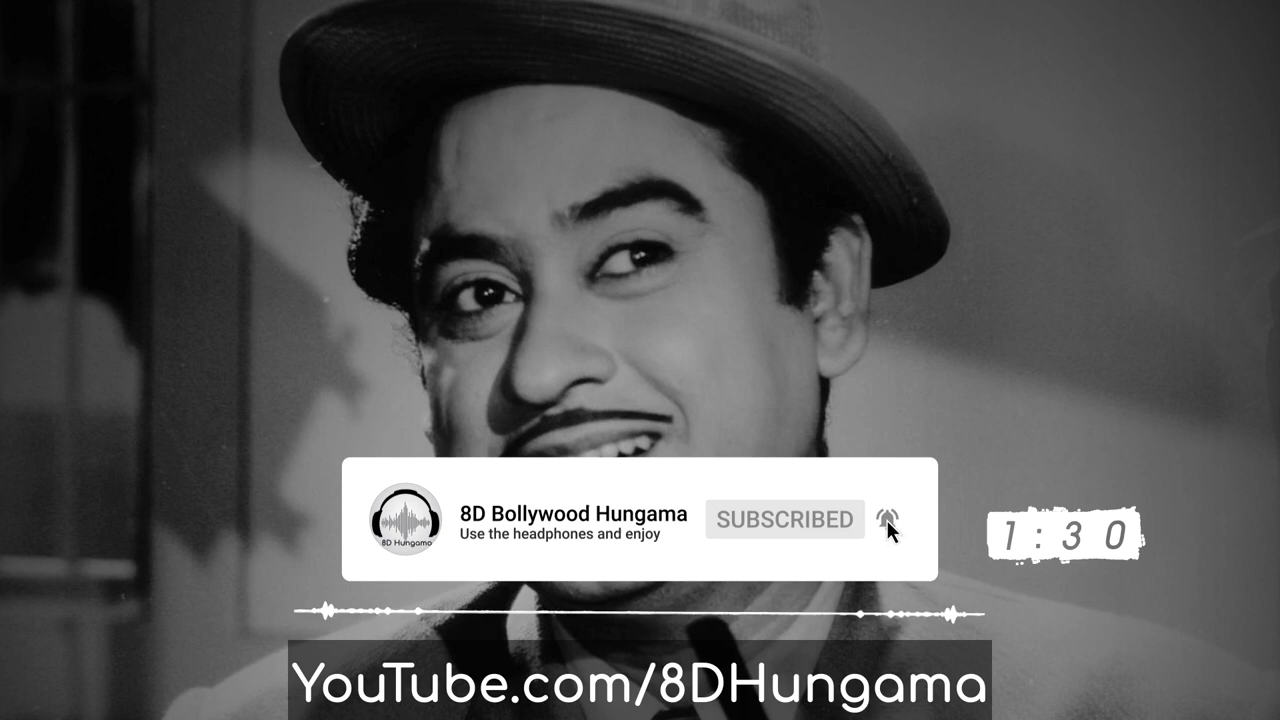 8D Bollywood Hungama
Use the headphones and enjoy
8D Hungama
SUBSCRIBED
1:30
YouTube.com/8DHungama